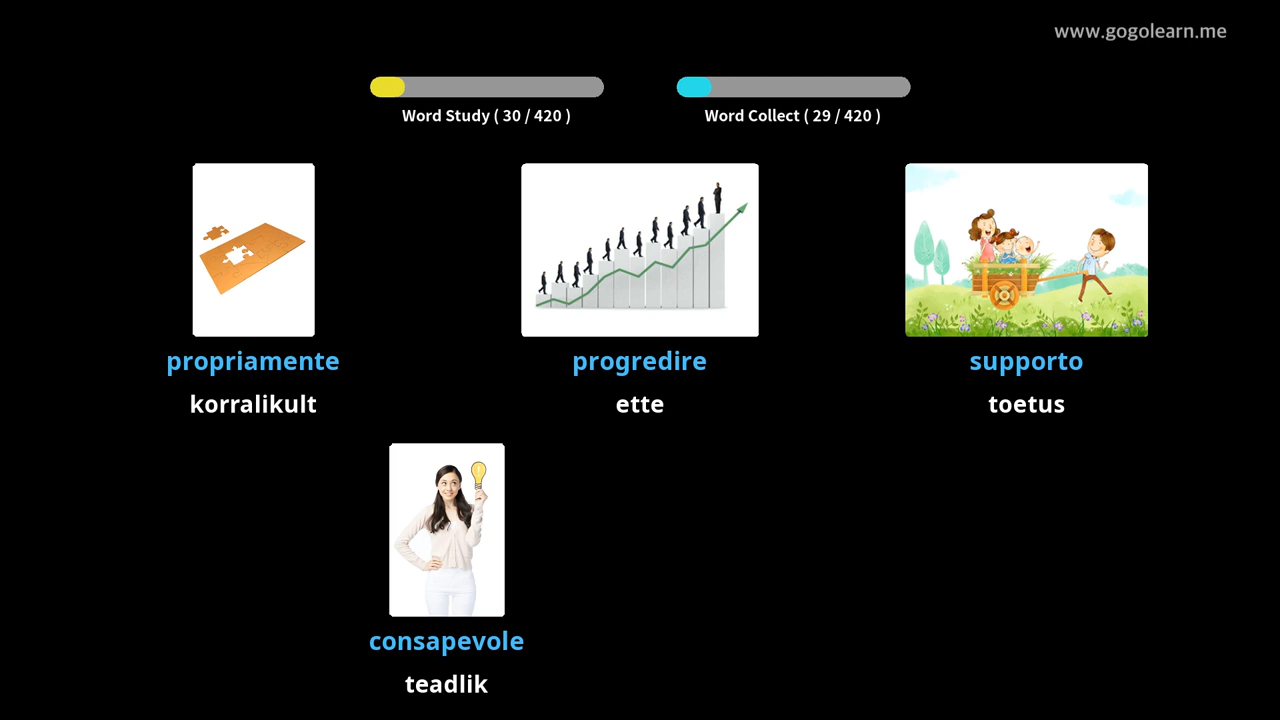 www.gogolearn.me
Word Study ( 30 / 420 )
Word Collect ( 29 / 420 )
propriamente
korralikult
progredire
ette
supporto
toetus
consapevole
teadlik